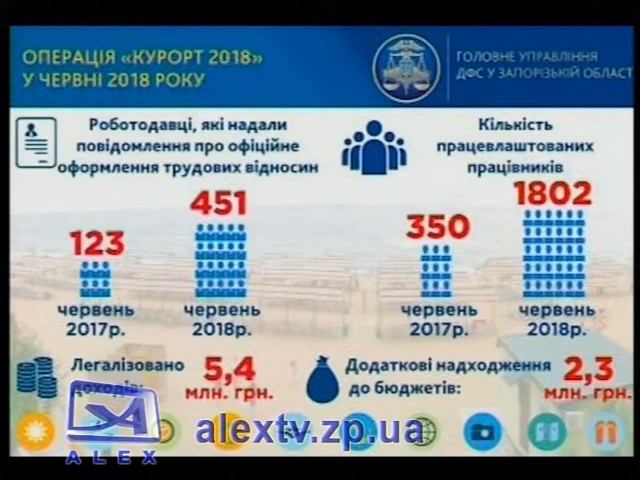 ОПЕРАЦІЯ «КУРОРТ 2018»
У ЧЕРВНІ 2018 РОКУ
ГОЛОВНЕ УПРАВЛІННЯ
ДФС У ЗАПОРІЗЬКІЙ ОБЛАСТ
Роботодавці, які надали
повідомлення про офіційне
оформлення трудових відносин
Кількість
працевлаштованих
працівників
123
451
350
1802
червень
2017р.
червень
2018р.
червень
2017р.
червень
2018р.
Легалізовано
доходів:
5,4
млн. грн.
Додаткові надходження
до бюджетів:
2,3
млн. грн.
ALEX
alextv.zp.ua